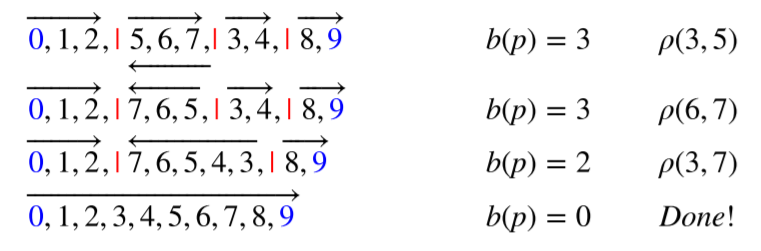 0, 1, 2, | 5, 6, 7, | 3, 4, | 8, 9 b(p) = 3 ρ(3, 5)
0, 1, 2, | 7, 6, 5, | 3, 4, | 8, 9 b(p) = 3 ρ(6, 7)
0, 1, 2, | 7, 6, 5, 4, 3, | 8, 9 b(p) = 2 ρ(3, 7)
0, 1, 2, 3, 4, 5, 6, 7, 8, 9 b(p) = 0 Done!